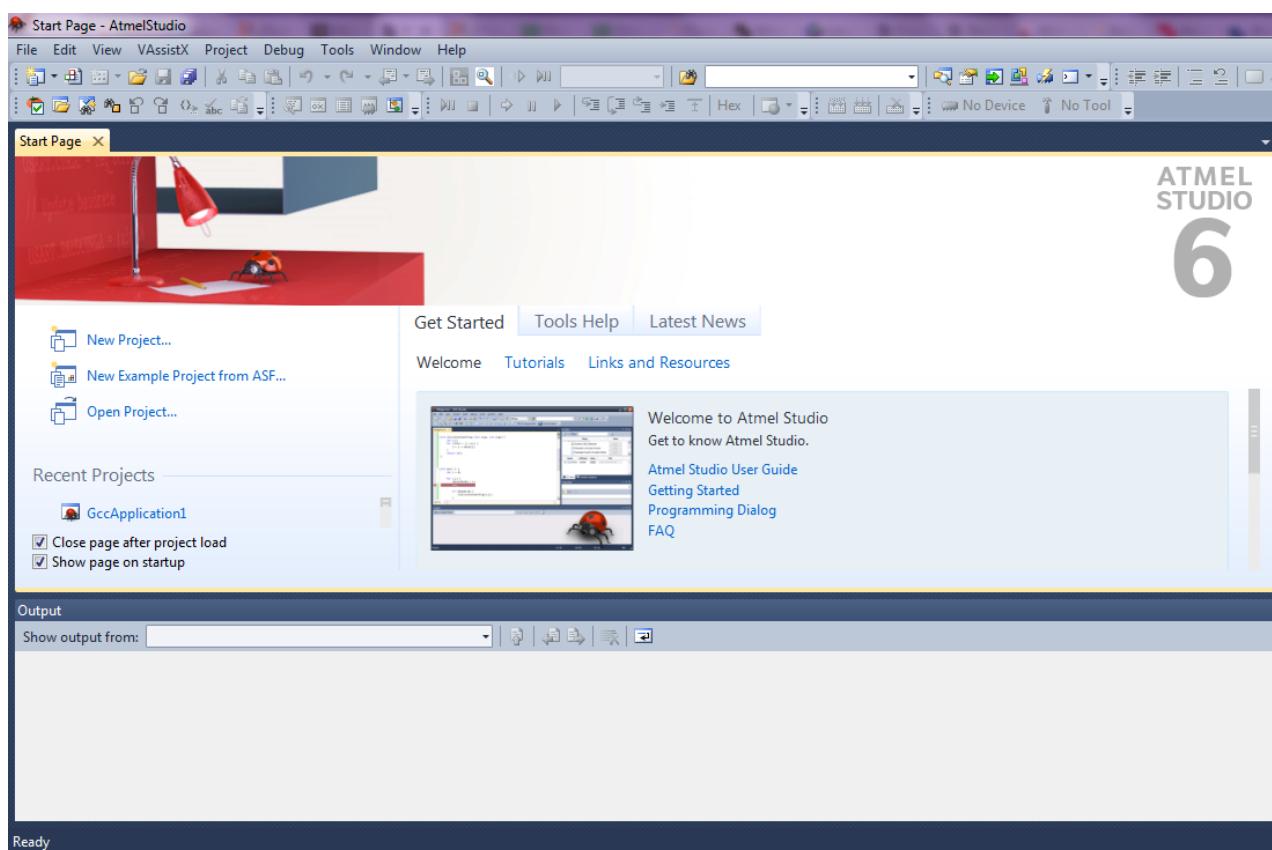 Start Page - AtmelStudio
File Edit View VAssistX Project Debug Tools Window Help
Hex No Device No Tool
Start Page
ATMEL
STUDIO
6
New Project...
New Example Project from ASF...
Open Project...
Recent Projects
GccApplication1
Close page after project load
Show page on startup
Get Started Tools Help Latest News
Welcome Tutorials Links and Resources
Welcome to Atmel Studio
Get to know Atmel Studio.
Atmel Studio User Guide
Getting Started
Programming Dialog
FAQ
Output
Show output from:
Ready